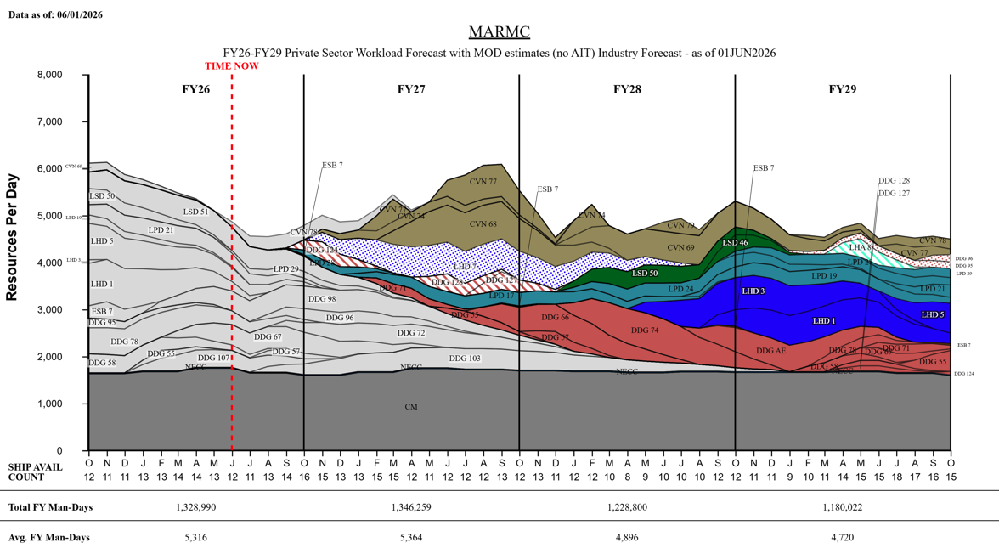 Data as of: 06/01/2026
MARMC
FY26-FY29 Private Sector Workload Forecast with MOD estimates (no AIT) Industry Forecast - as of 01JUN2026
TIME NOW
8,000
FY26
FY27
FY28
FY29
7,000
6,000
5,000
4,000
3,000
2,000
1,000
0
Resources Per Day
CVN 69
ESB 7
ESB 7
ESB 7
DDG 128
DDG 127
LSD 50
LSD 51
LPD 19
LPD 21
LHD 5
LHD 3
LHD 1
ESB 7
DDG 95
DDG 78
DDG 58
DDG 55
DDG 107
NECC
DDG 67
DDG 57
LPD 29
CVN 78
DDG 124
DDG 98
DDG 96
CVN 74
DDG 71
DDG 72
NECC
CM
CVN 77
CVN 68
LHD 7
DDG 128
DDG 127
LPD 17
DDG 55
DDG 103
DDG 66
DDG 57
LSD 50
LPD 24
DDG 74
NECC
CVN 79
CVN 69
LSD 46
LHD 3
LHD 1
DDG AE
LPD 19
LHA 8
DDG 78
DDG 58
NECC
DDG 71
CVN 77
CVN 78
DDG 96
DDG 95
LPD 29
LPD 21
LHD 5
ESB 7
DDG 55
DDG 124
O N D J F M A M J J A S O N D J F M A M J J A S O N D J F M A M J J A S O N D J F M A M J J A S O
SHIP AVAIL
COUNT
12 11 11 13 13 14 14 13 12 11 11 14 16 15 13 13 15 15 12 11 12 12 12 13 12 13 11 12 12 10 8 9 10 10 10 9 12 11 11 9 10 12 14 15 15 18 17 16 15
Total FY Man-Days
1,328,990
1,346,259
1,228,800
1,180,022
Avg. FY Man-Days
5,316
5,364
4,896
4,720